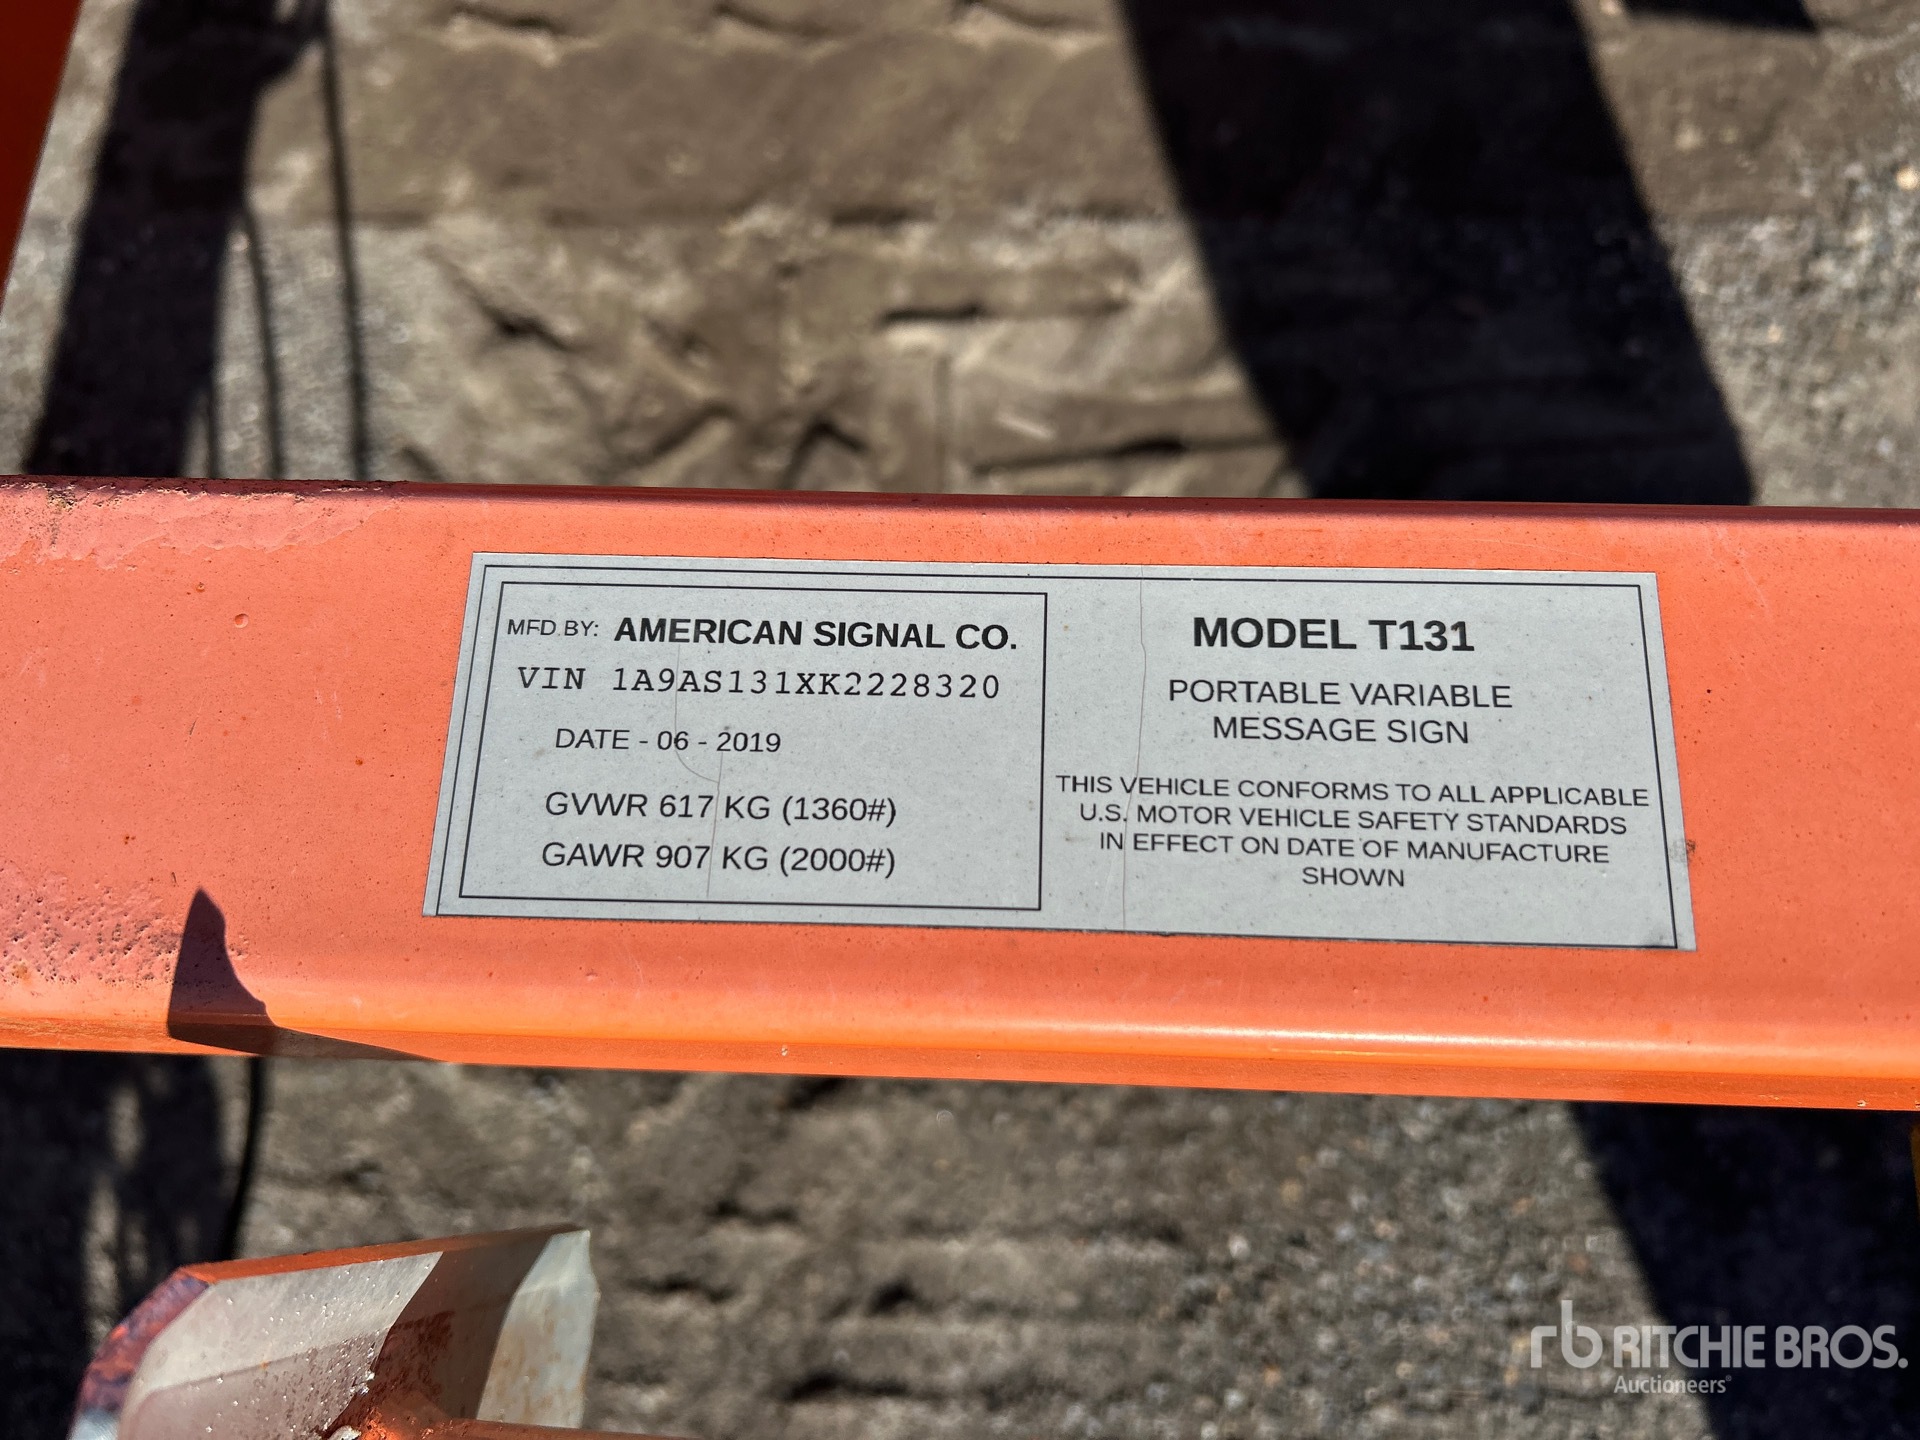 MFD BY: AMERICAN SIGNAL CO.
VIN 1A9AS131XK2228320
DATE - 06 - 2019
GVWR 617 KG (1360#)
GAWR 907 KG (2000#)
MODEL T131
PORTABLE VARIABLE
MESSAGE SIGN
THIS VEHICLE CONFORMS TO ALL APPLICABLE
U.S. MOTOR VEHICLE SAFETY STANDARDS
IN EFFECT ON DATE OF MANUFACTURE
SHOWN
rb RITCHIE BROS.
Auctioneers